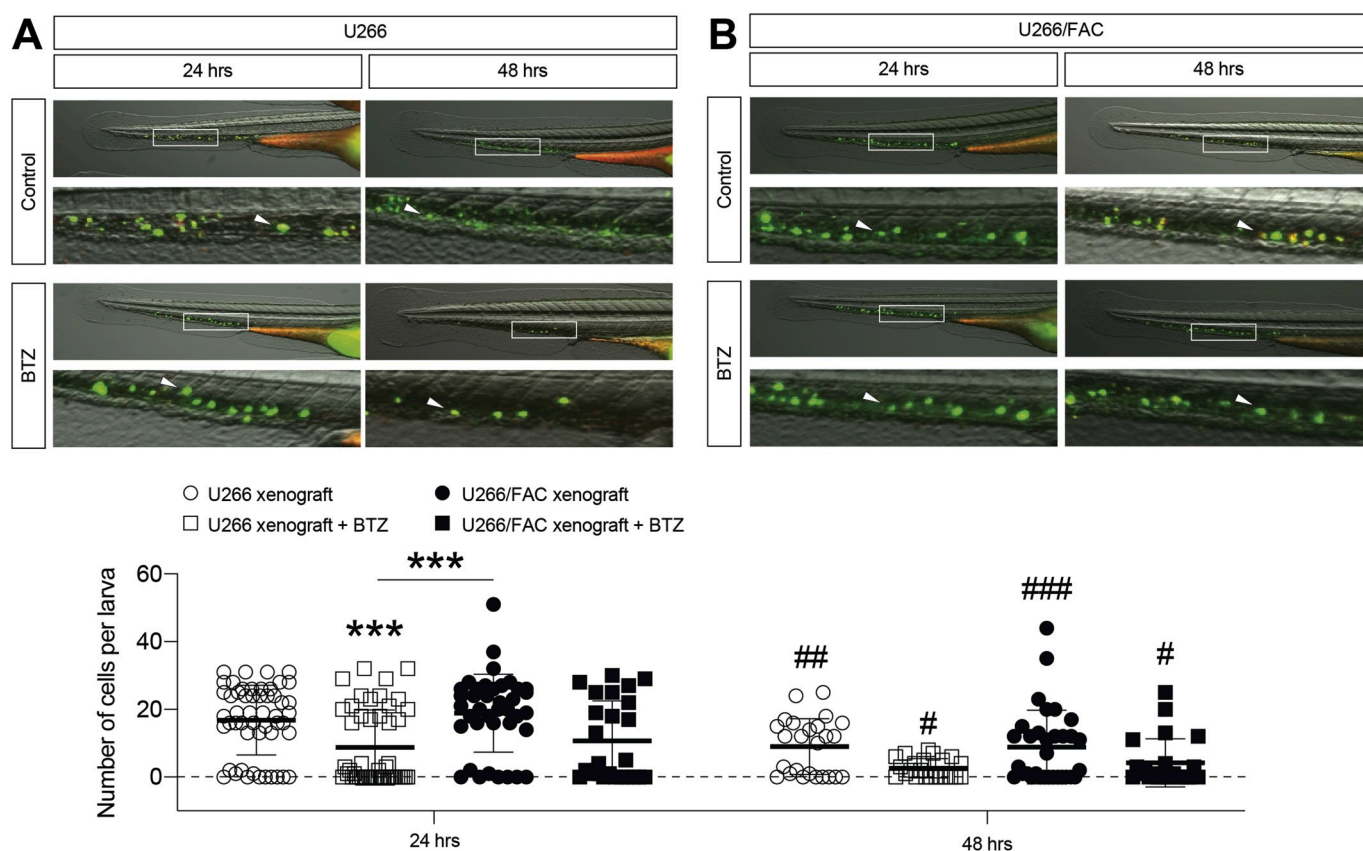 A
U266
24 hrs
48 hrs
Control
BTZ
B
U266/FAC
24 hrs
48 hrs
Control
BTZ
U266 xenograft
U266/FAC xenograft
U266 xenograft + BTZ
U266/FAC xenograft + BTZ
Number of cells per larva
60
40
20
0
***
***
##
#
###
#
24 hrs
48 hrs